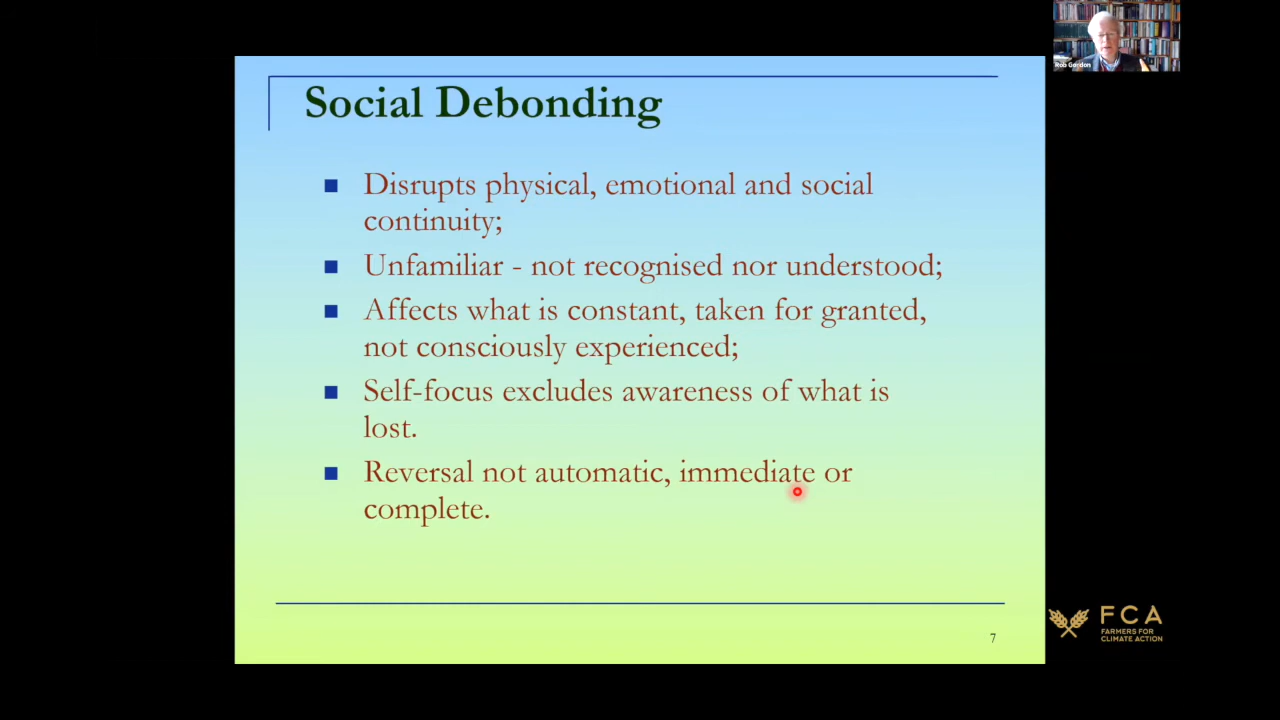 Rob Gordon
Social Debonding
Disrupts physical, emotional and social
continuity;
Unfamiliar - not recognised nor understood;
Affects what is constant, taken for granted,
not consciously experienced;
Self-focus excludes awareness of what is
lost.
Reversal not automatic, immediate or
complete.
7
FCA
FARMERS FOR
CLIMATE ACTION